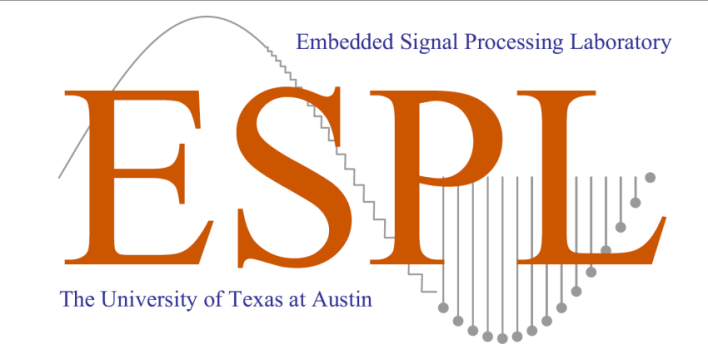 Embedded Signal Processing Laboratory
ESPL
The University of Texas at Austin